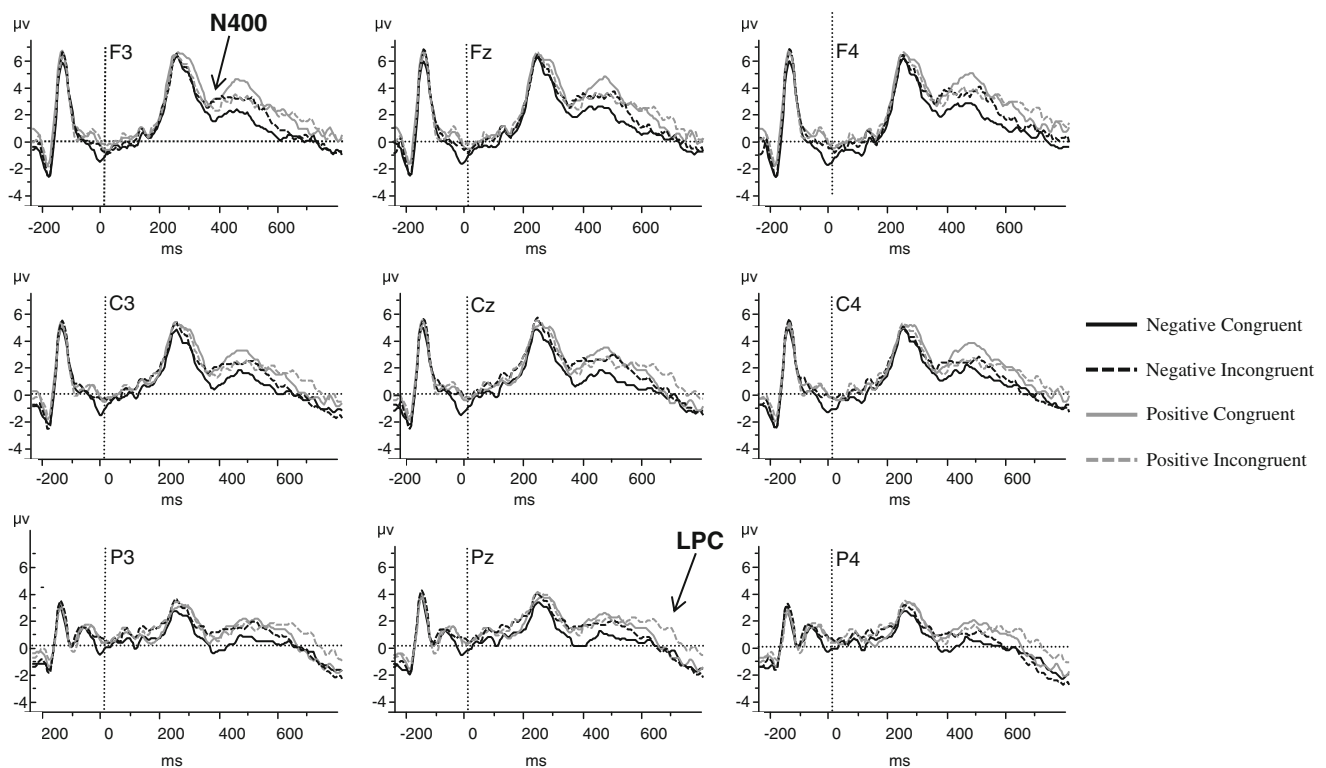 µv N400 µv µv
F3 Fz F4
6 6 6
4 4 4
2 2 2
0 0 0
-2 -2 -2
-4 -4 -4
-200 0 200 400 600 -200 0 200 400 600 -200 0 200 400 600
ms ms ms
µv µv µv
C3 Cz C4
6 6 6
4 4 4
2 2 2
0 0 0
-2 -2 -2
-4 -4 -4
-200 0 200 400 600 -200 0 200 400 600 -200 0 200 400 600
ms ms ms
Negative Congruent
Negative Incongruent
Positive Congruent
Positive Incongruent
µv µv LPC µv
P3 Pz P4
6 6 6
4 4 4
2 2 2
0 0 0
-2 -2 -2
-4 -4 -4
200 0 200 400 600 -200 0 200 400 600 -200 0 200 400 600
ms ms ms